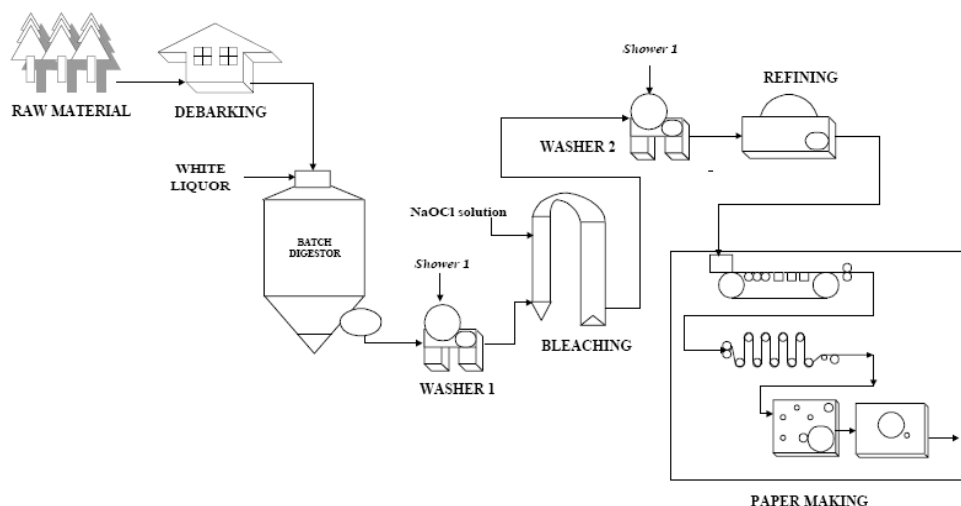 RAW MATERIAL
DEBARKING
WHITE
LIQUOR
BATCH
DIGESTOR
Shower 1
WASHER 1
NaOCl solution
BLEACHING
Shower 1
WASHER 2
REFINING
PAPER MAKING